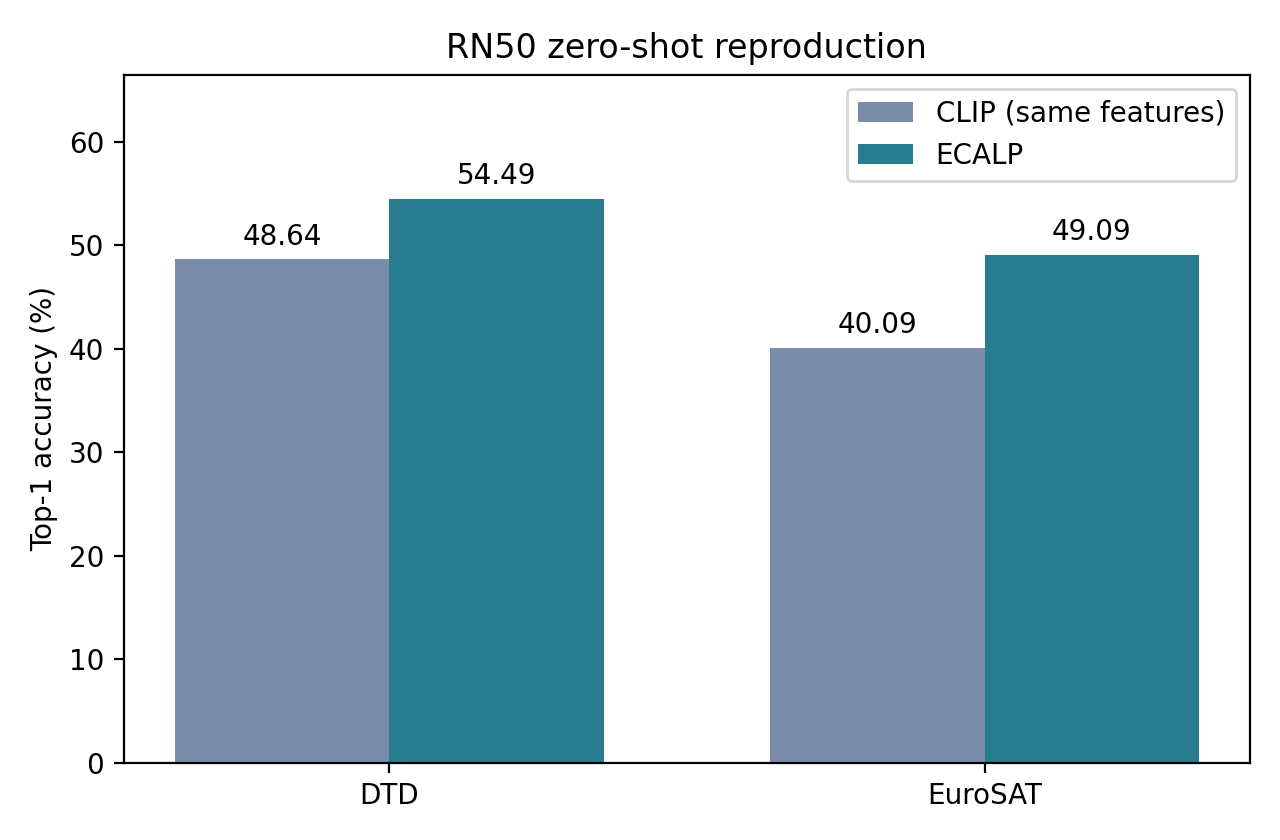 RN50 zero-shot reproduction
CLIP (same features)
ECALP
Top-1 accuracy (%)
60
50
40
30
20
10
0
48.64
54.49
40.09
49.09
DTD
EuroSAT